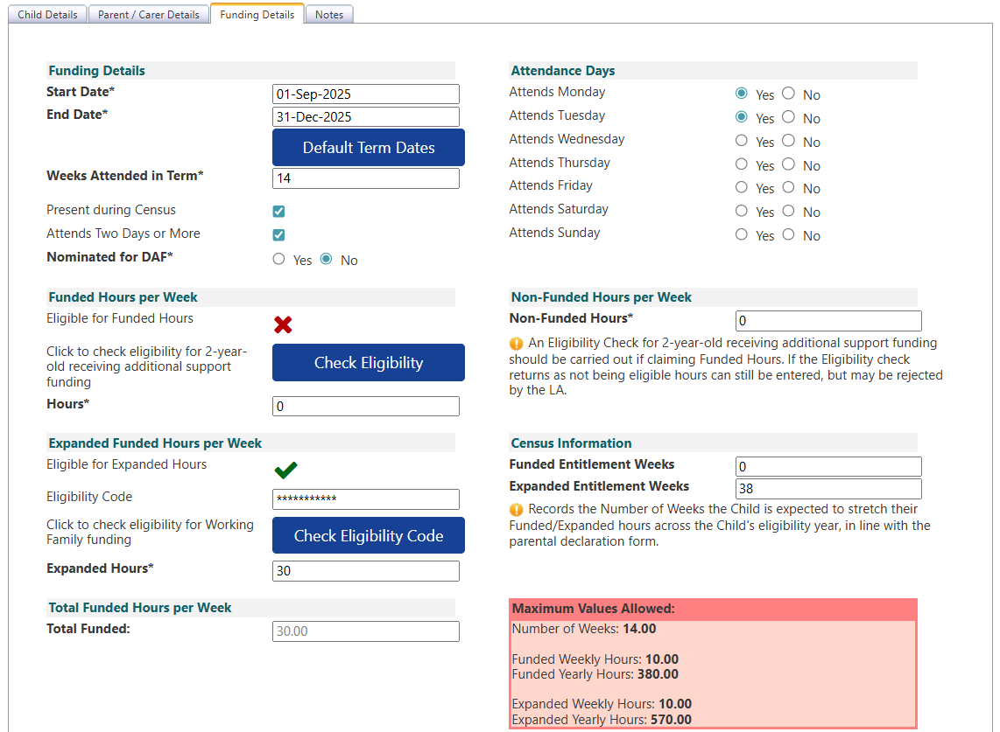 Child Details
Parent / Carer Details
Funding Details
Notes
Funding Details
Start Date*
01-Sep-2025
End Date*
31-Dec-2025
Default Term Dates
Weeks Attended in Term*
14
Present during Census
Attends Two Days or More
Nominated for DAF*
Yes No
Attendance Days
Attends Monday
Yes No
Attends Tuesday
Yes No
Attends Wednesday
Yes No
Attends Thursday
Yes No
Attends Friday
Yes No
Attends Saturday
Yes No
Attends Sunday
Yes No
Funded Hours per Week
Eligible for Funded Hours
Click to check eligibility for 2-year-
old receiving additional support
funding
Check Eligibility
Hours*
0
Non-Funded Hours per Week
Non-Funded Hours*
0
An Eligibility Check for 2-year-old receiving additional support funding
should be carried out if claiming Funded Hours. If the Eligibility check
returns as not being eligible hours can still be entered, but may be rejected
by the LA.
Expanded Funded Hours per Week
Eligible for Expanded Hours
Eligibility Code
***********
Click to check eligibility for Working
Family funding
Check Eligibility Code
Expanded Hours*
30
Census Information
Funded Entitlement Weeks
0
Expanded Entitlement Weeks
38
Records the Number of Weeks the Child is expected to stretch their
Funded/Expanded hours across the Child's eligibility year, in line with the
parental declaration form.
Total Funded Hours per Week
Total Funded:
30.00
Maximum Values Allowed:
Number of Weeks: 14.00
Funded Weekly Hours: 10.00
Funded Yearly Hours: 380.00
Expanded Weekly Hours: 10.00
Expanded Yearly Hours: 570.00